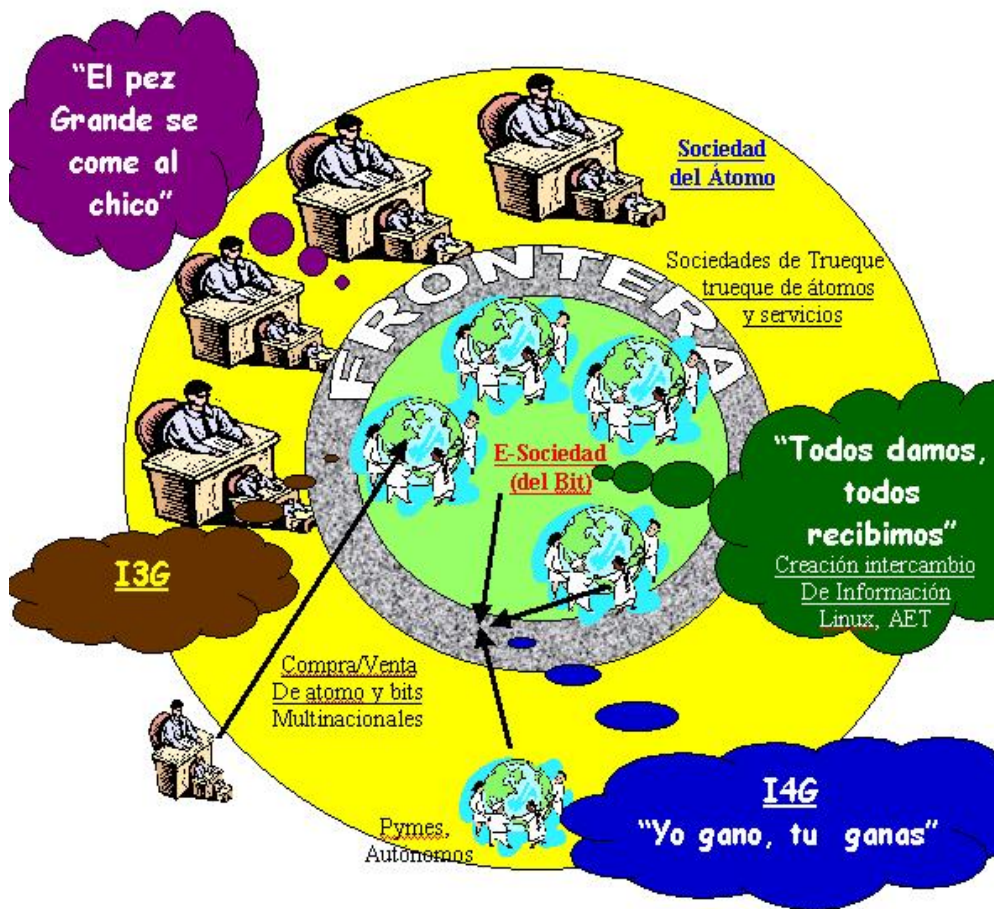 “El pez
Grande se
come al
chico”
Sociedad
del Átomo
Sociedades de Trueque
trueque de átomos
y servicios
FRONTERA
E-Sociedad
(del Bit)
“Todos damos,
todos
recibimos”
Creación intercambio
De Información
Linux, AET
I3G
Compra/Venta
De atomo y bits
Multinacionales
Pymes,
Autónomos
I4G
“Yo gano, tu ganas”